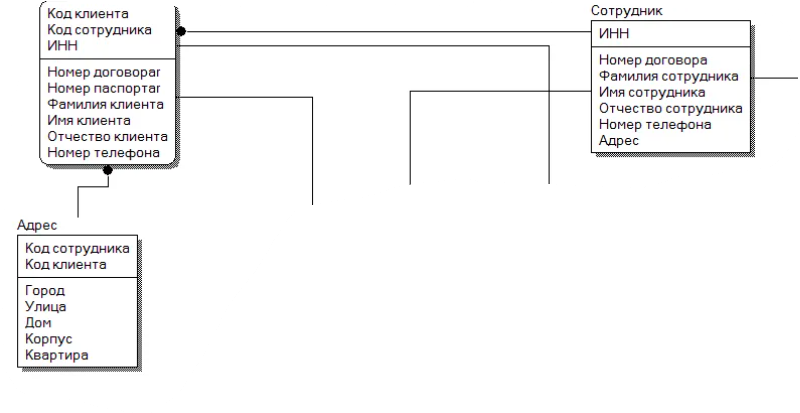 Код клиента
Код сотрудника
ИНН
Номер договораг
Номер паспортаг
Фамилия клиента
Имя клиента
Отчество клиента
Номер телефона
Сотрудник
ИНН
Номер договора
Фамилия сотрудника
Имя сотрудника
Отчество сотрудника
Номер телефона
Адрес
Адрес
Код сотрудника
Код клиента
Город
Улица
Дом
Корпус
Квартира